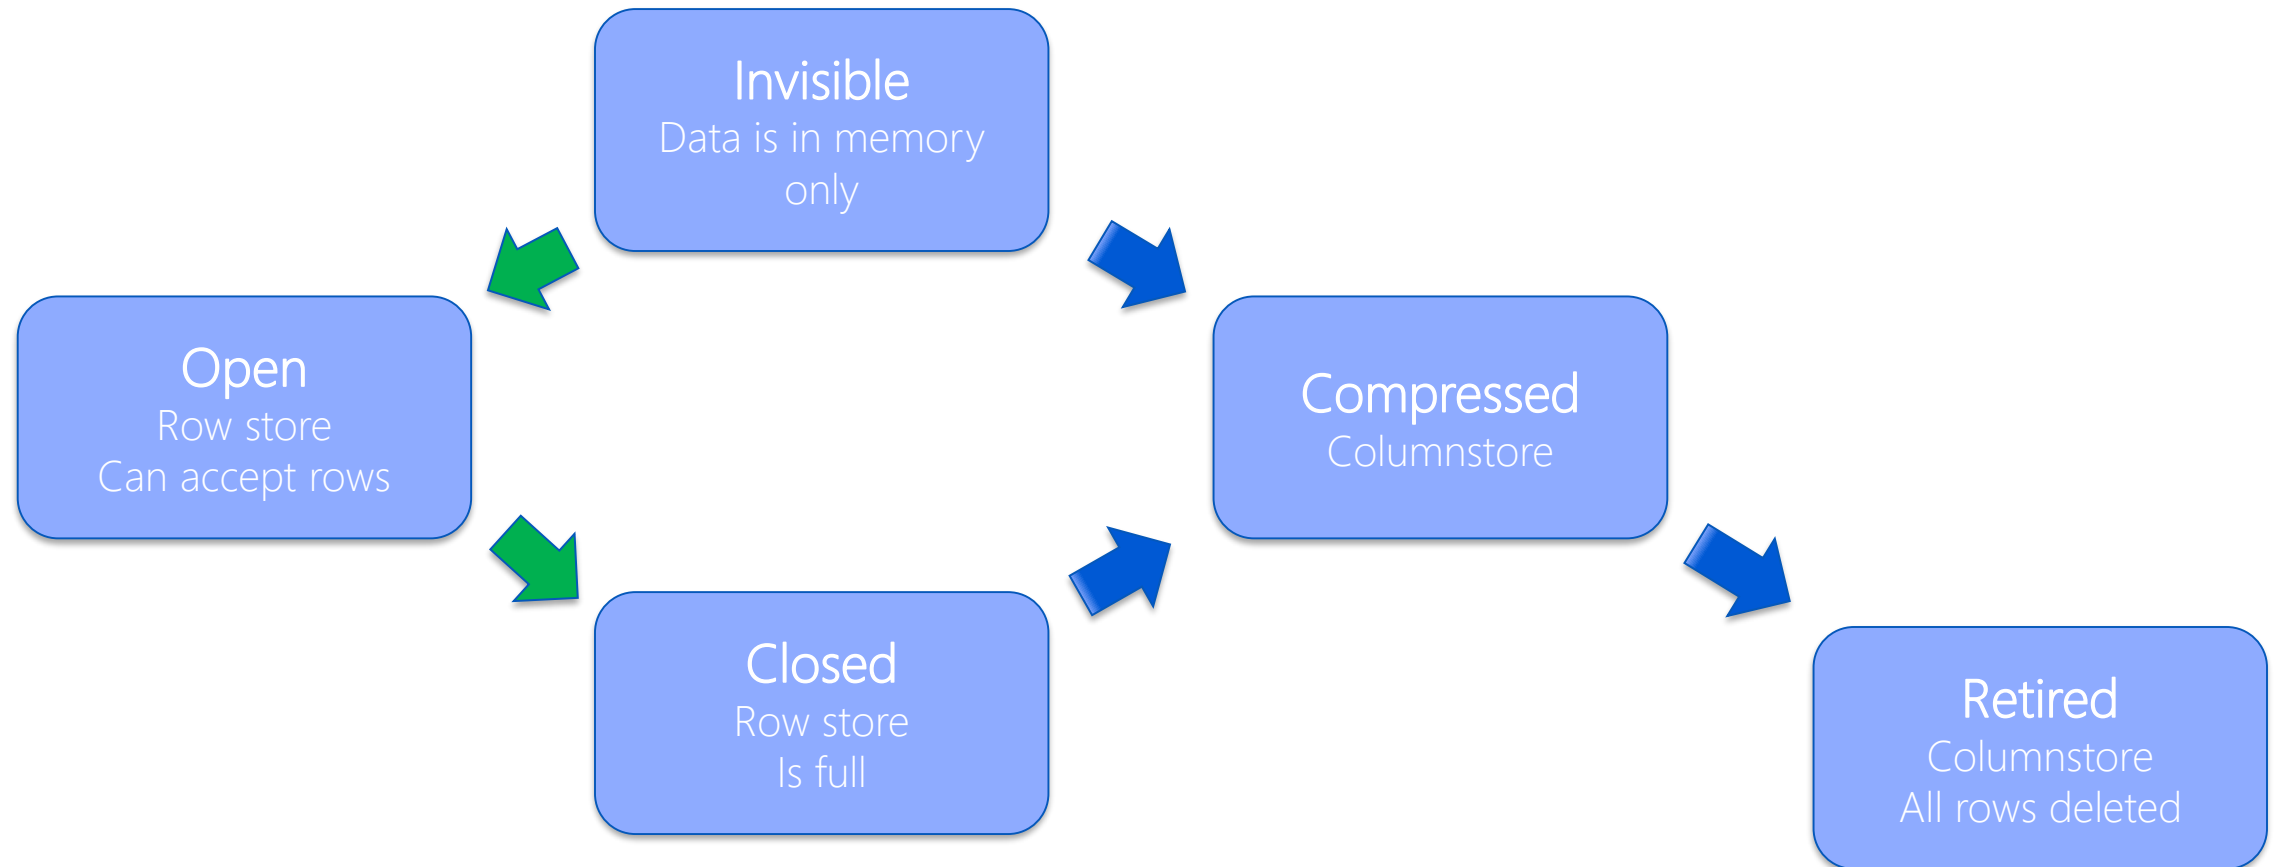 Invisible
Data is in memory
only
Open
Row store
Can accept rows
Compressed
Columnstore
Closed
Row store
Is full
Retired
Columnstore
All rows deleted